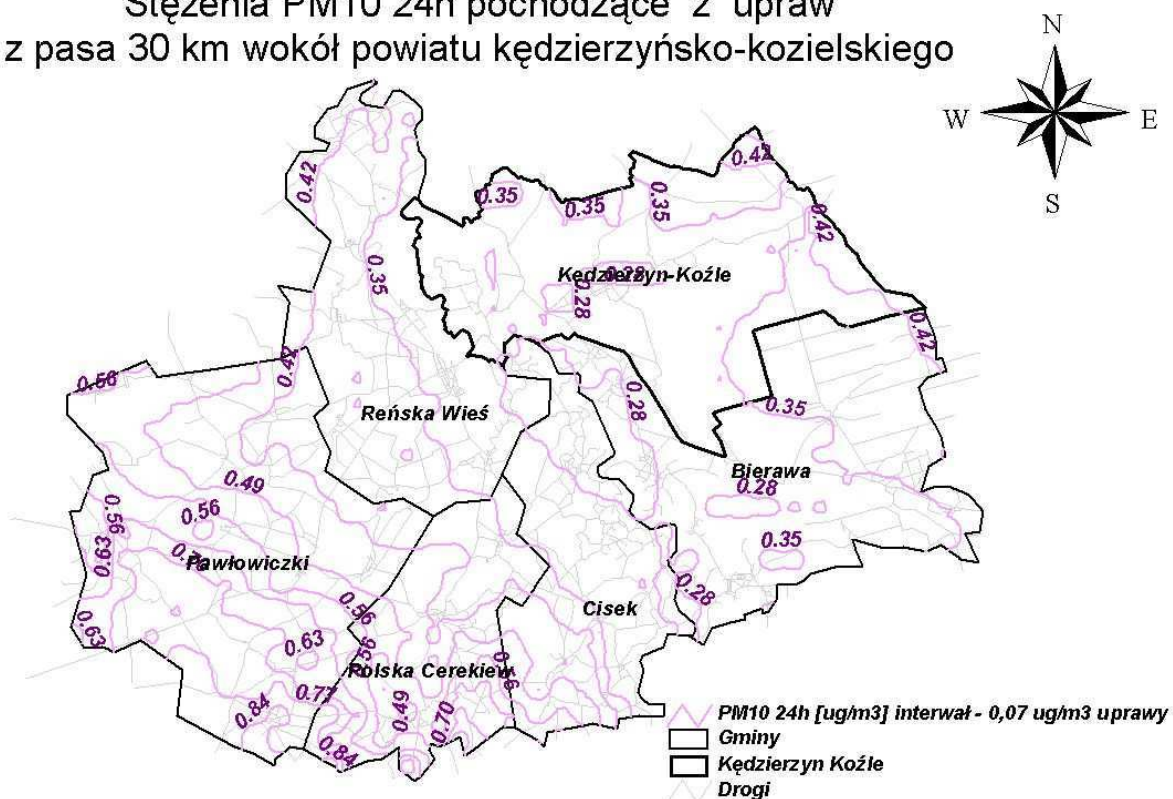 Stężenia PM10 24h pochodzące z upraw
z pasa 30 km wokół powiatu kędzierzyńsko-kozielskiego
N
W
E
S
0.42
0.42
0.35
0.35
0.35
0.42
0.35
Kędzierzyn-Koźle
0.28
0.28
0.42
0.42
0.56
0.28
0.35
Reńska Wieś
Bierawa
0.28
0.49
0.56
0.56
0.35
0.63
Pawłowiczki
0.28
0.56
Cisek
0.63
0.63
0.56
Polska Cerekiew
0.77
0.84
0.49
0.70
0.84
PM10 24h [ug/m3] interwał - 0,07 ug/m3 uprawy
Gminy
Kędzierzyn Koźle
Drogi